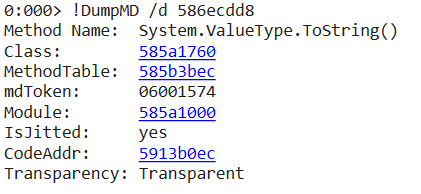 0:000> !DumpMD /d 586ecdd8
Method Name:  System.ValueType.ToString()
Class:        585a1760
MethodTable:  585b3bec
mdToken:      06001574
Module:       585a1000
IsJitted:     yes
CodeAddr:     5913b0ec
Transparency: Transparent